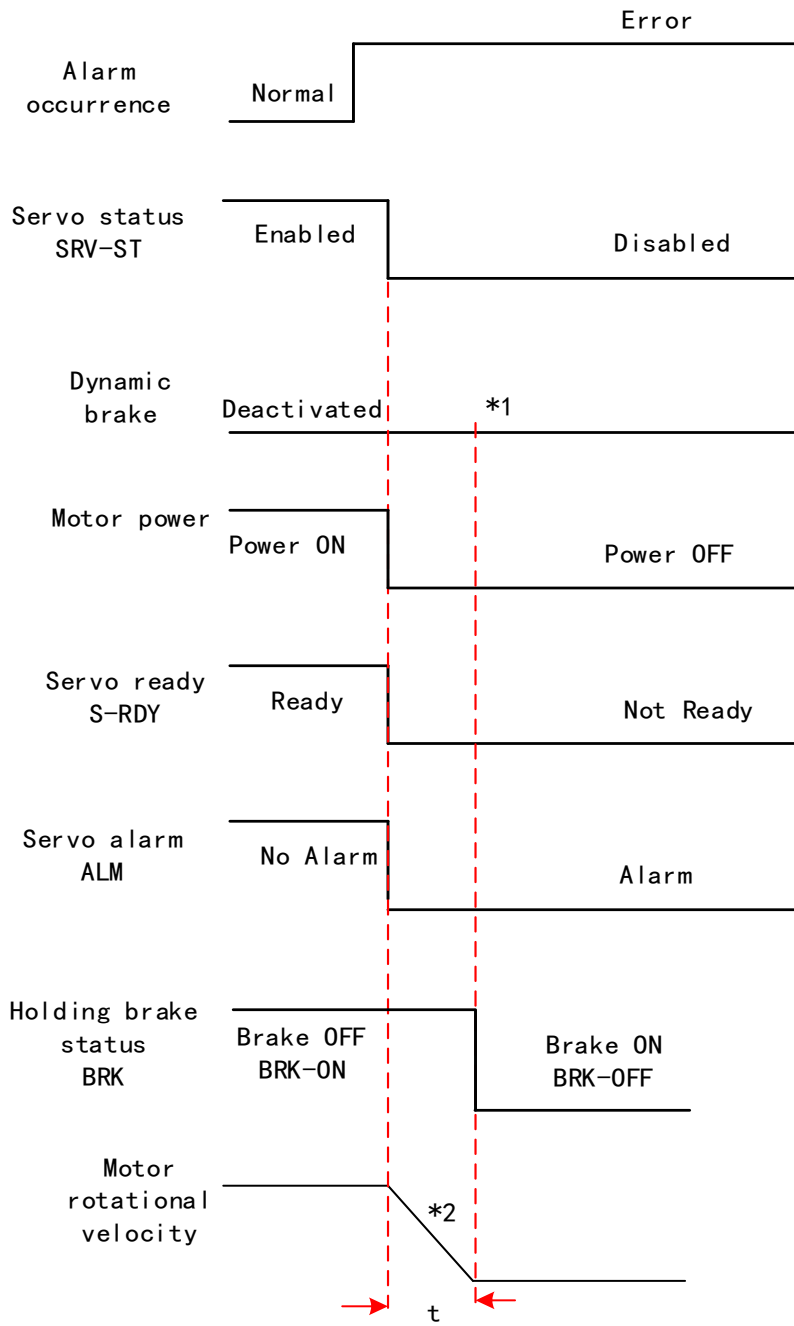 Error
Alarm
occurrence
Normal
Servo status
SRV-ST
Enabled
Disabled
Dynamic
brake
Deactivated
*1
Motor power
Power ON
Power OFF
Servo ready
S-RDY
Ready
Not Ready
Servo alarm
ALM
No Alarm
Alarm
Holding brake
status
BRK
Brake OFF
BRK-ON
Brake ON
BRK-OFF
Motor
rotational
velocity
*2
t